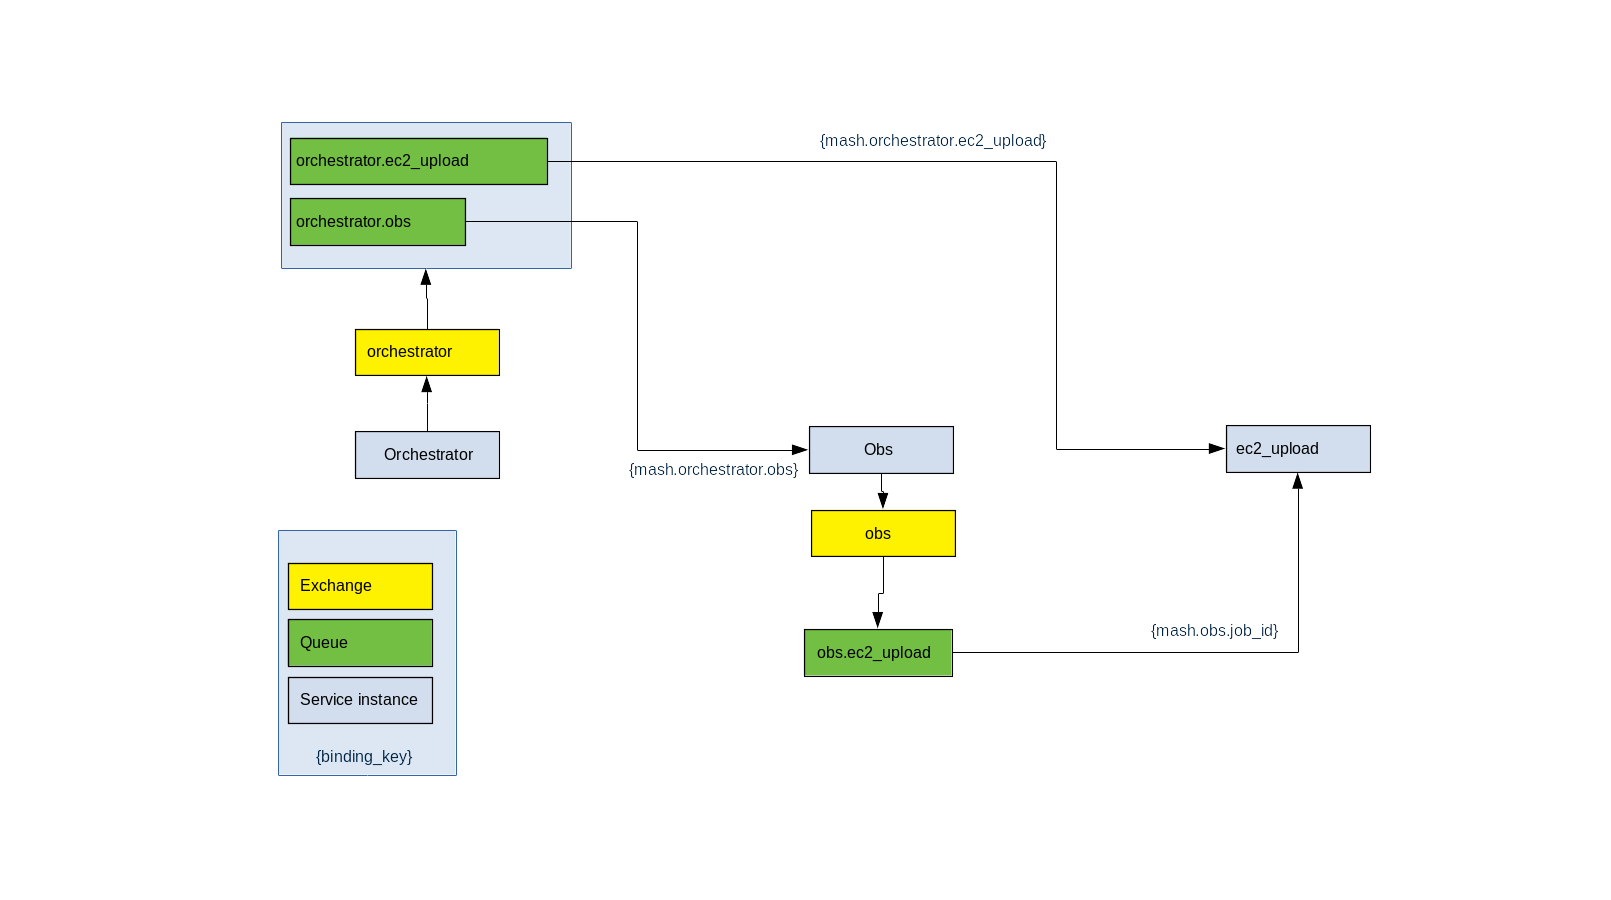 {mash.orchestrator.ec2_upload}
orchestrator.ec2_upload
orchestrator.obs
orchestrator
Orchestrator
Obs
ec2_upload
{mash.orchestrator.obs}
obs
{mash.obs.job_id}
obs.ec2_upload
Exchange
Queue
Service instance
{binding_key}